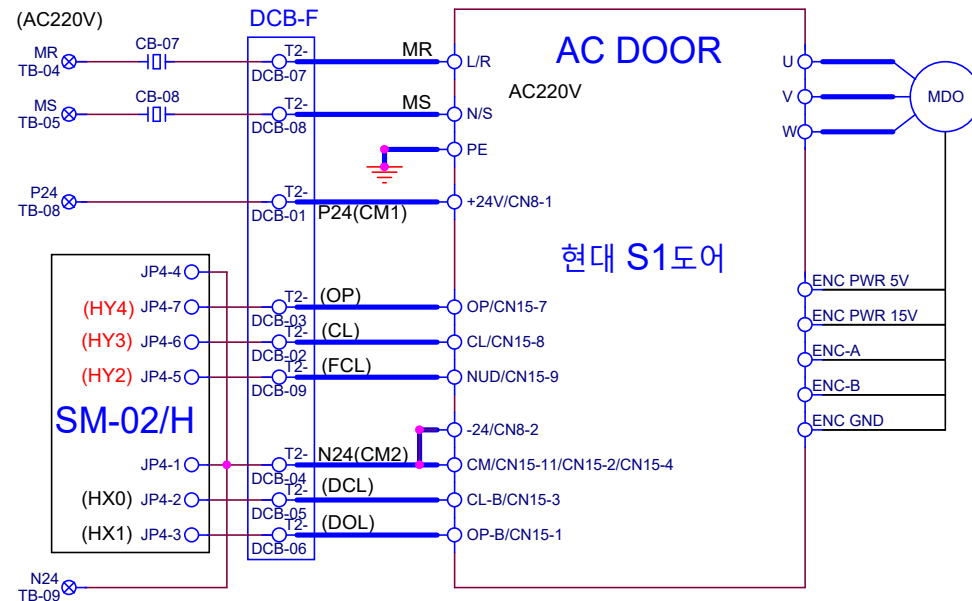 (AC220V)
DCB-F
MR
TB-04
CB-07
T2-
DCB-07
MR
L/R
AC DOOR
AC220V
U
V
W
MDO
MS
TB-05
CB-08
T2-
DCB-08
MS
N/S
PE
P24
TB-08
T2-
DCB-01
P24(CM1)
+24V/CN8-1
현대 S1도어
JP4-4
(HY4) JP4-7
T2-
DCB-03
(OP)
OP/CN15-7
(HY3) JP4-6
T2-
DCB-02
(CL)
CL/CN15-8
(HY2) JP4-5
T2-
DCB-09
(FCL)
NUD/CN15-9
ENC PWR 5V
ENC PWR 15V
ENC-A
ENC-B
ENC GND
SM-02/H
-24/CN8-2
JP4-1
T2-
DCB-04
N24(CM2)
CM/CN15-11/CN15-2/CN15-4
(HX0) JP4-2
T2-
DCB-05
(DCL)
CL-B/CN15-3
(HX1) JP4-3
T2-
DCB-06
(DOL)
OP-B/CN15-1
N24
TB-09